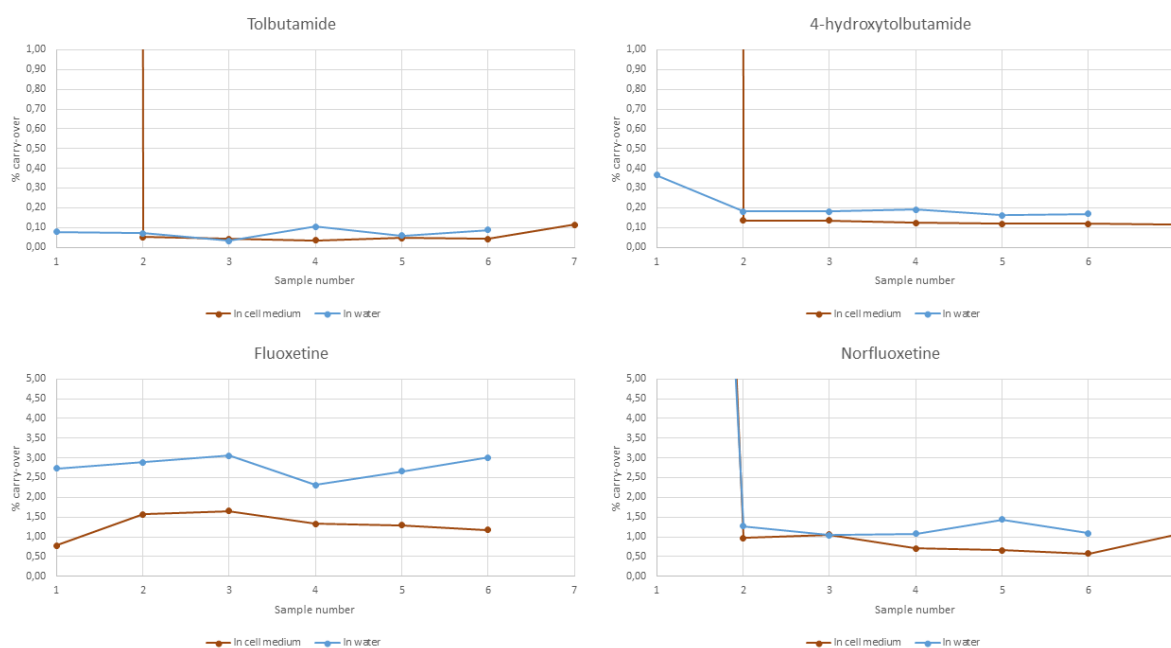 Tolbutamide
1,00
0,90
0,80
0,70
0,60
0,50
0,40
0,30
0,20
0,10
0,00
% carry-over
1 2 3 4 5 6 7
Sample number
In cell medium In water
4-hydroxytolbutamide
1,00
0,90
0,80
0,70
0,60
0,50
0,40
0,30
0,20
0,10
0,00
% carry-over
1 2 3 4 5 6
Sample number
In cell medium In water
Fluoxetine
5,00
4,50
4,00
3,50
3,00
2,50
2,00
1,50
1,00
0,50
0,00
% carry-over
1 2 3 4 5 6 7
Sample number
In cell medium In water
Norfluoxetine
5,00
4,50
4,00
3,50
3,00
2,50
2,00
1,50
1,00
0,50
0,00
% carry-over
1 2 3 4 5 6
Sample number
In cell medium In water